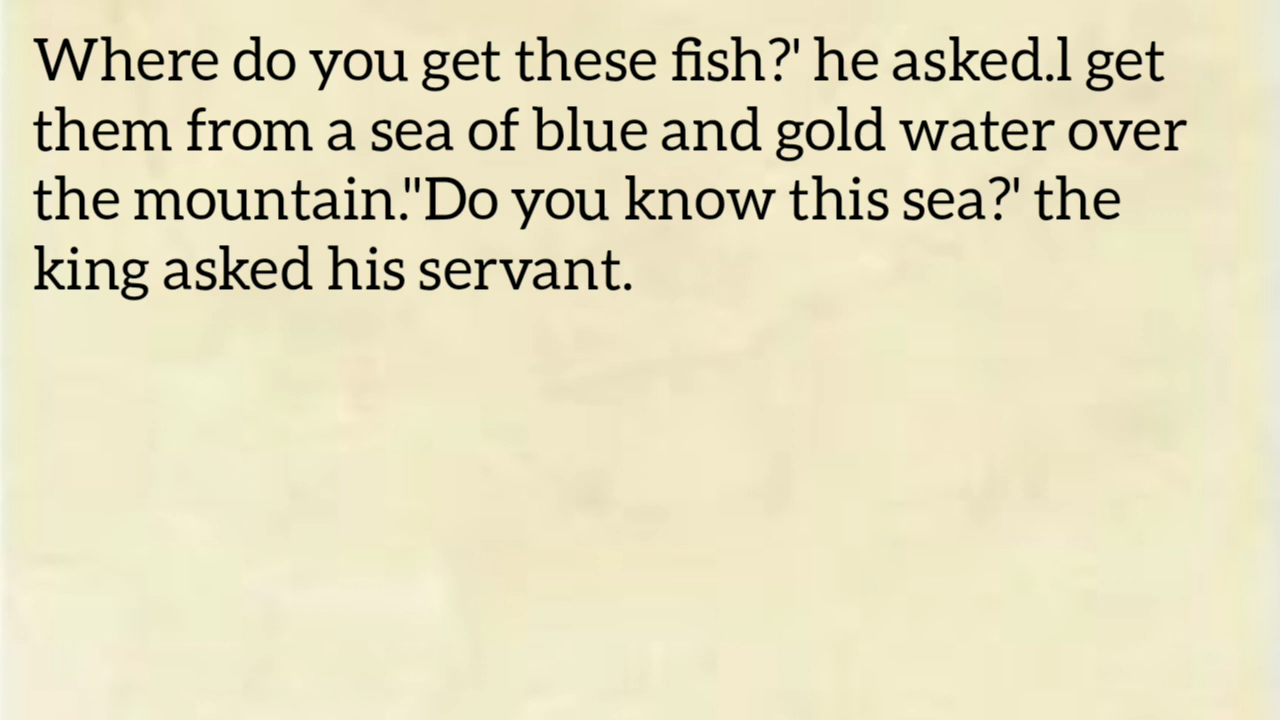 Where do you get these fish?' he asked.l get
them from a sea of blue and gold water over
the mountain."Do you know this sea?' the
king asked his servant.